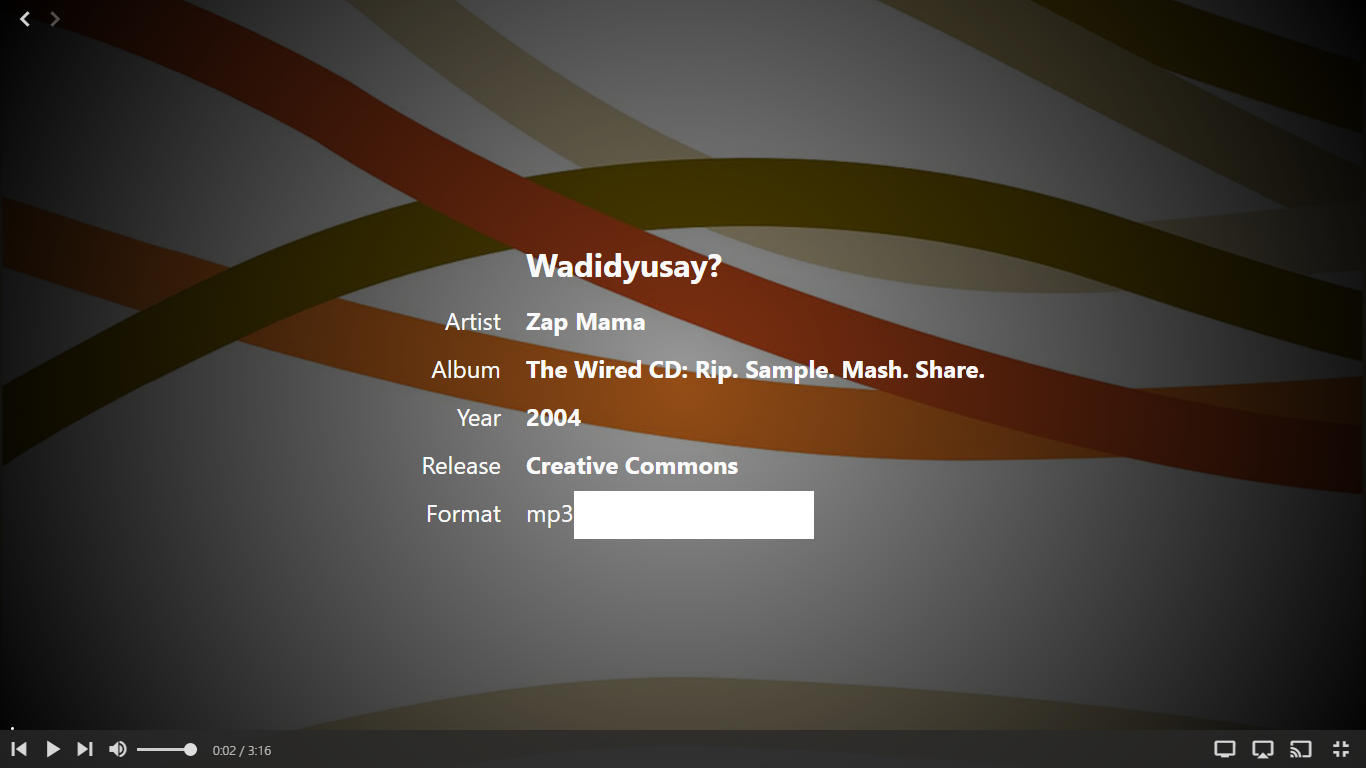 Wadidyusay?
Artist Zap Mama
Album The Wired CD: Rip. Sample. Mash. Share.
Year 2004
Release Creative Commons
Format mp3
0:02 / 3:16